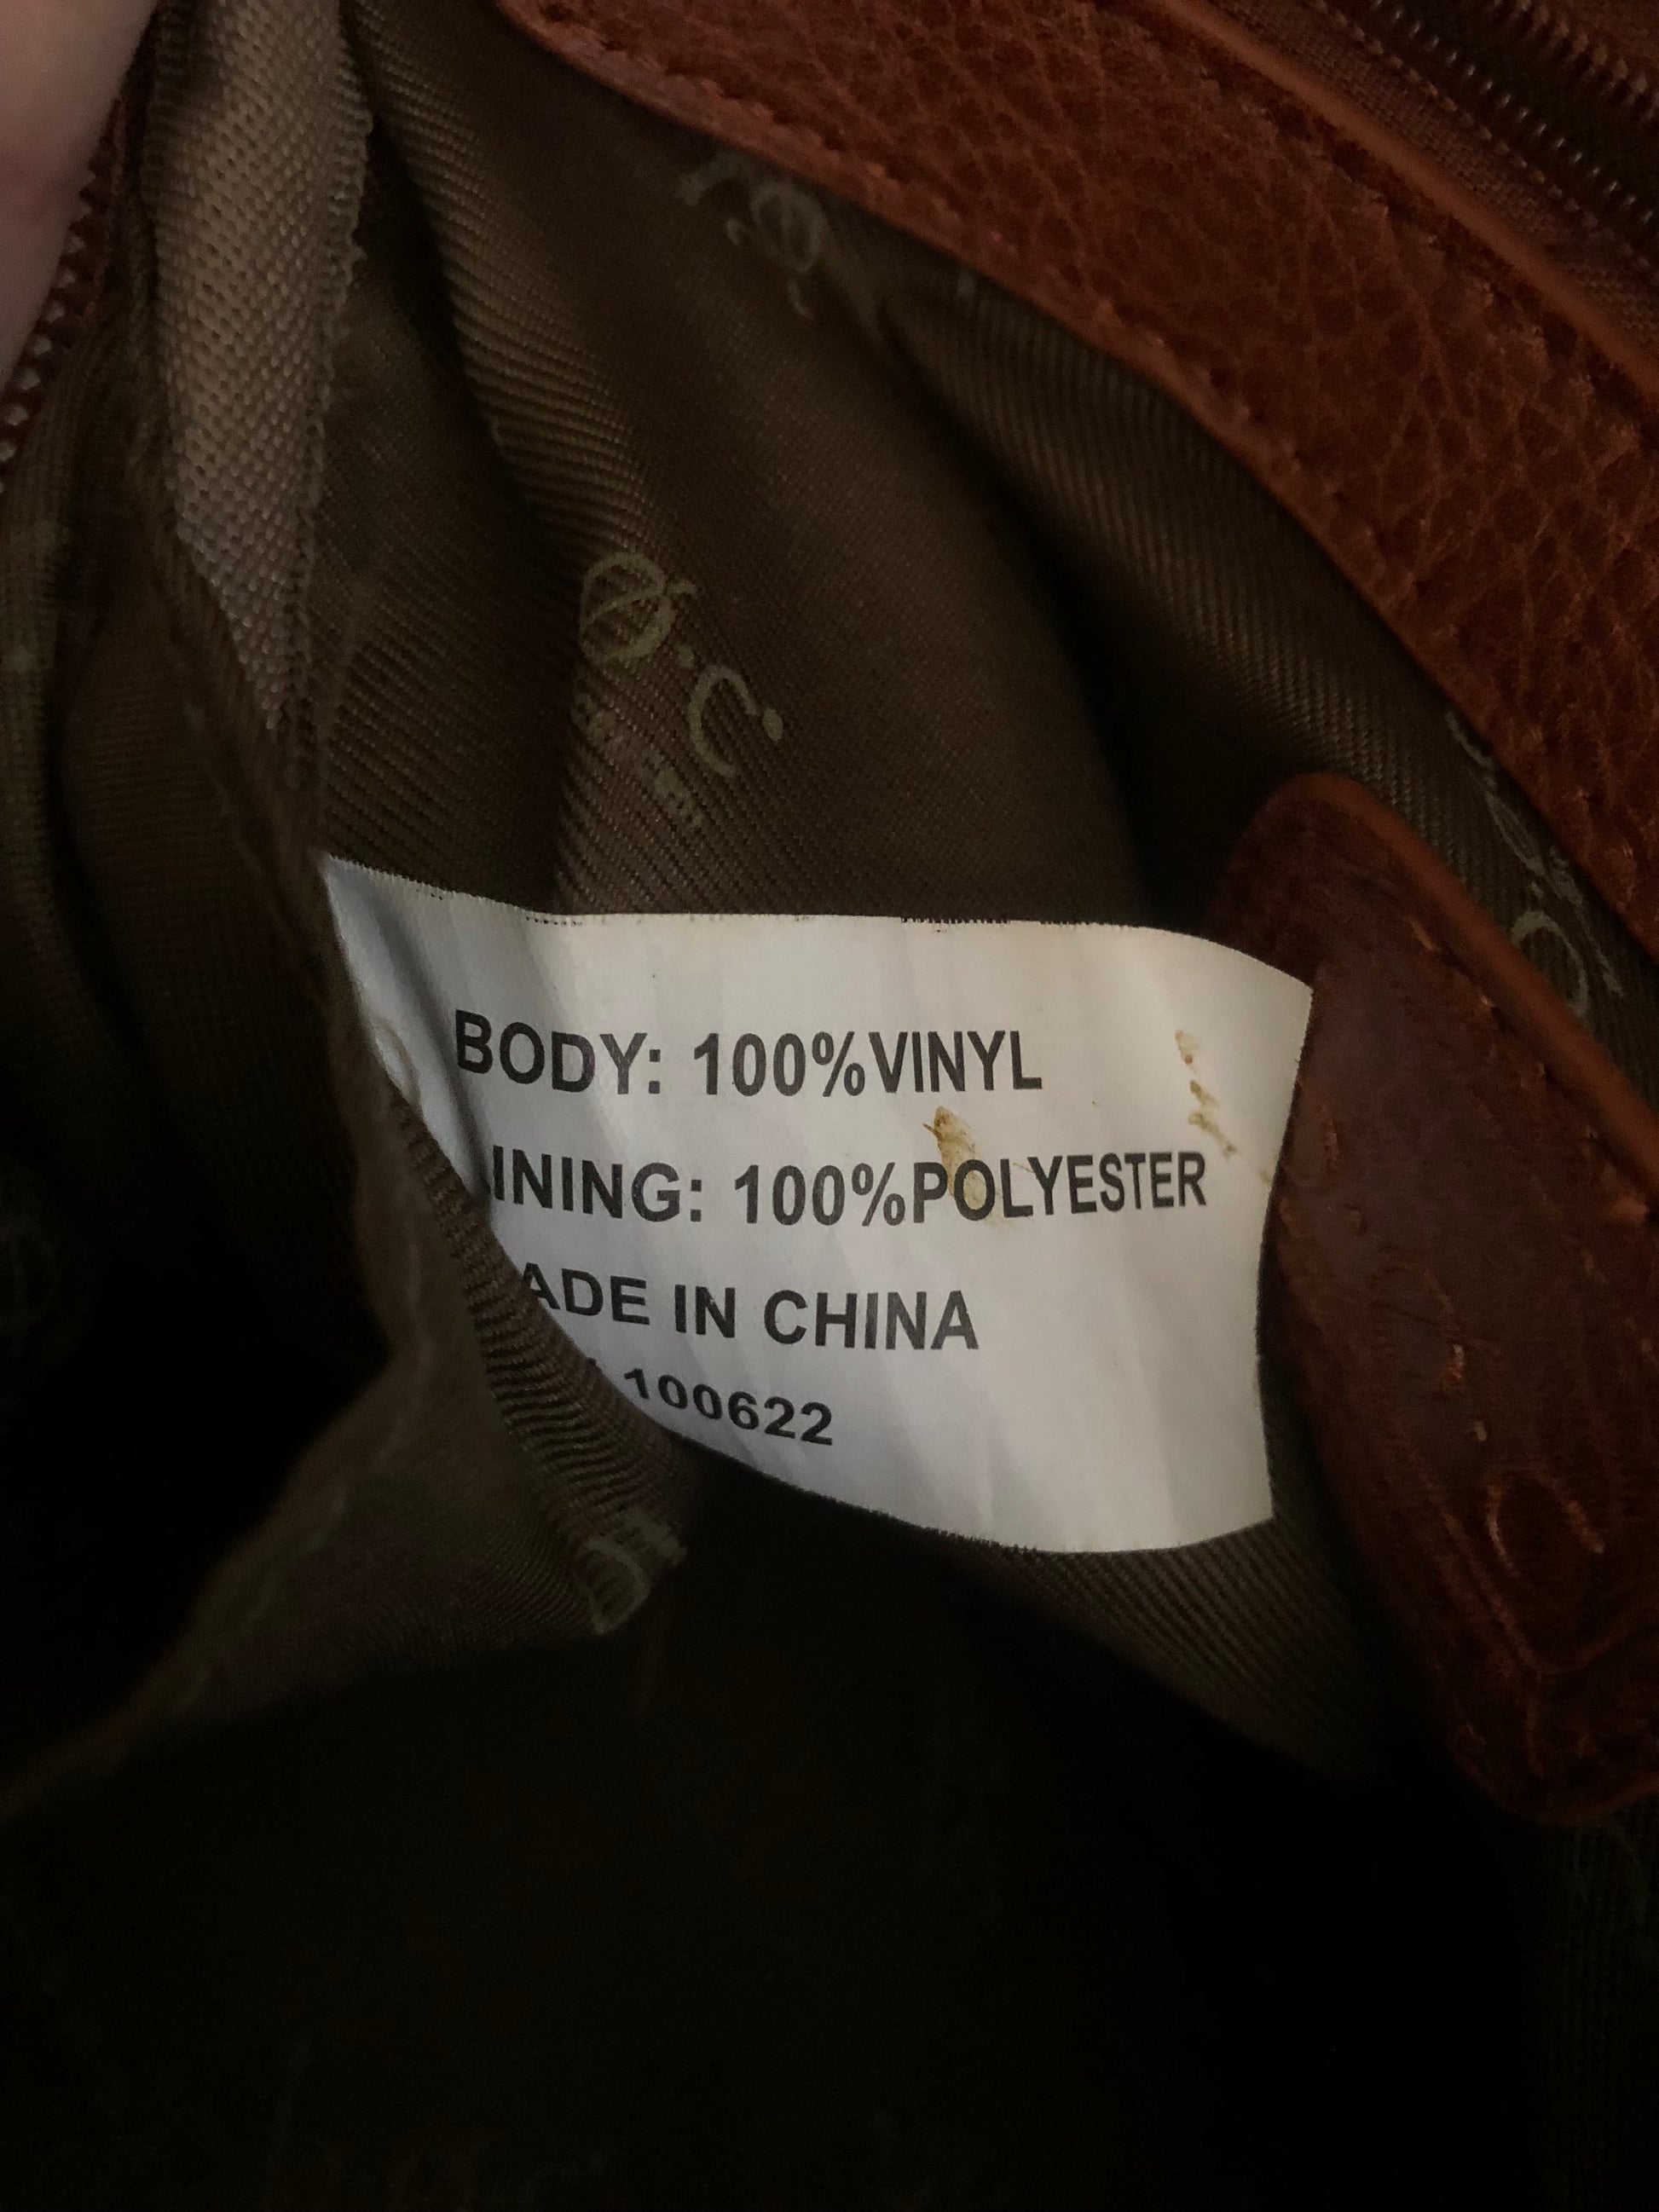 BODY: 100%VINYL
INING: 100%POLYESTER
ADE IN CHINA
100622